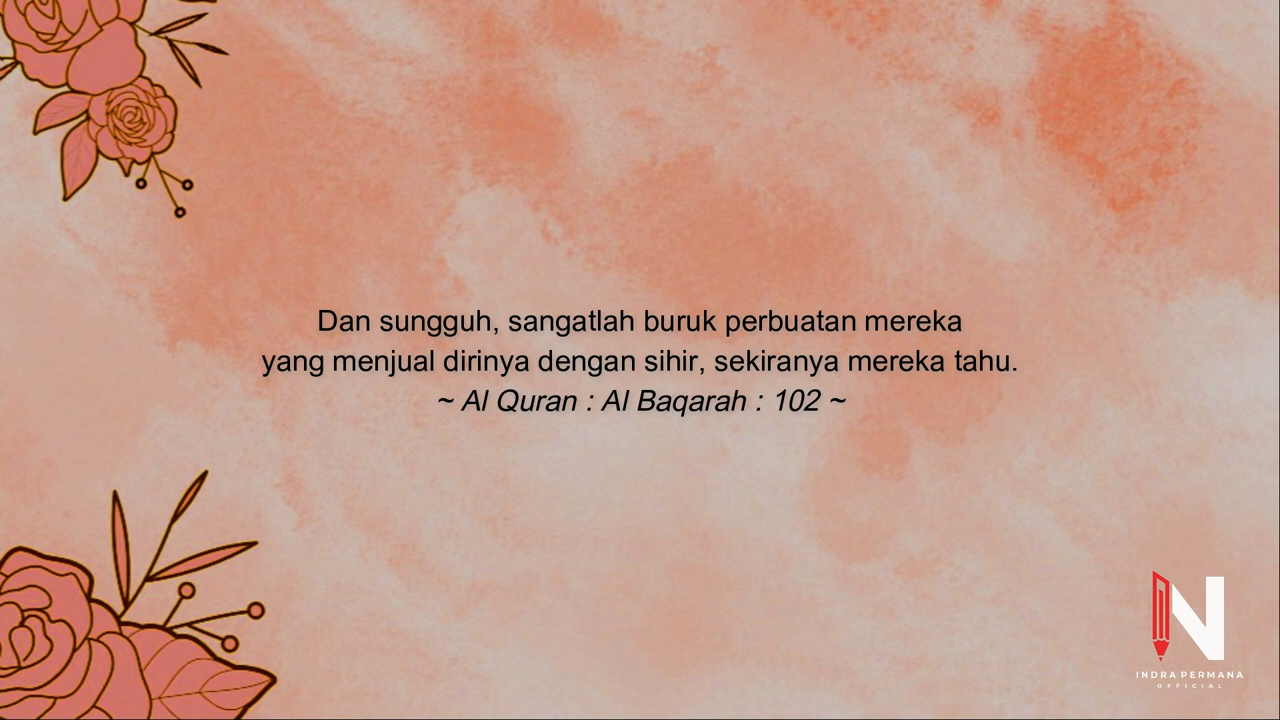 Dan sungguh, sangatlah buruk perbuatan mereka
yang menjual dirinya dengan sihir, sekiranya mereka tahu.
~ Al Quran : Al Baqarah : 102 ~
N
INDRA PERMANA
OFFICIAL